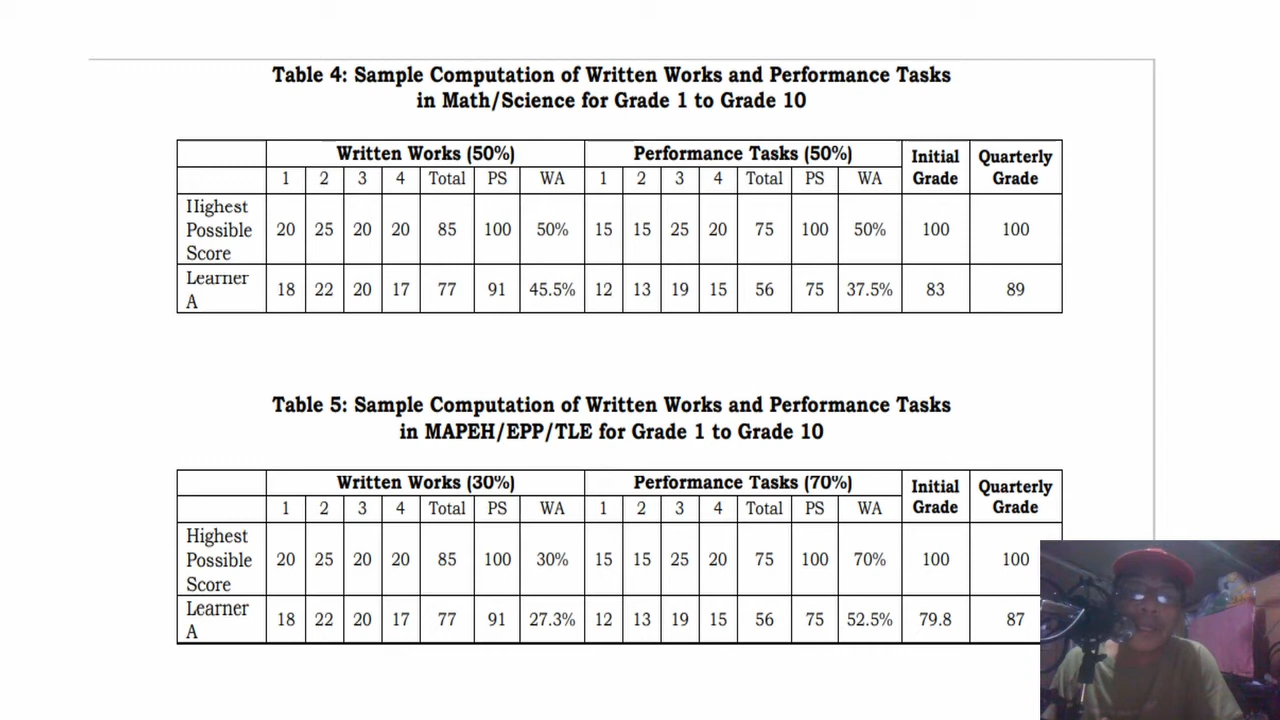 Table 4: Sample Computation of Written Works and Performance Tasks
in Math/Science for Grade 1 to Grade 10
Written Works (50%) Performance Tasks (50%) Initial Grade Quarterly Grade
1 2 3 4 Total PS WA 1 2 3 4 Total PS WA
Highest Possible Score 20 25 20 20 85 100 50% 15 15 25 20 75 100 50% 100 100
Learner A 18 22 20 17 77 91 45.5% 12 13 19 15 56 75 37.5% 83 89
Table 5: Sample Computation of Written Works and Performance Tasks
in MAPEH/EPP/TLE for Grade 1 to Grade 10
Written Works (30%) Performance Tasks (70%) Initial Grade Quarterly Grade
1 2 3 4 Total PS WA 1 2 3 4 Total PS WA
Highest Possible Score 20 25 20 20 85 100 30% 15 15 25 20 75 100 70% 100 100
Learner A 18 22 20 17 77 91 27.3% 12 13 19 15 56 75 52.5% 79.8 87